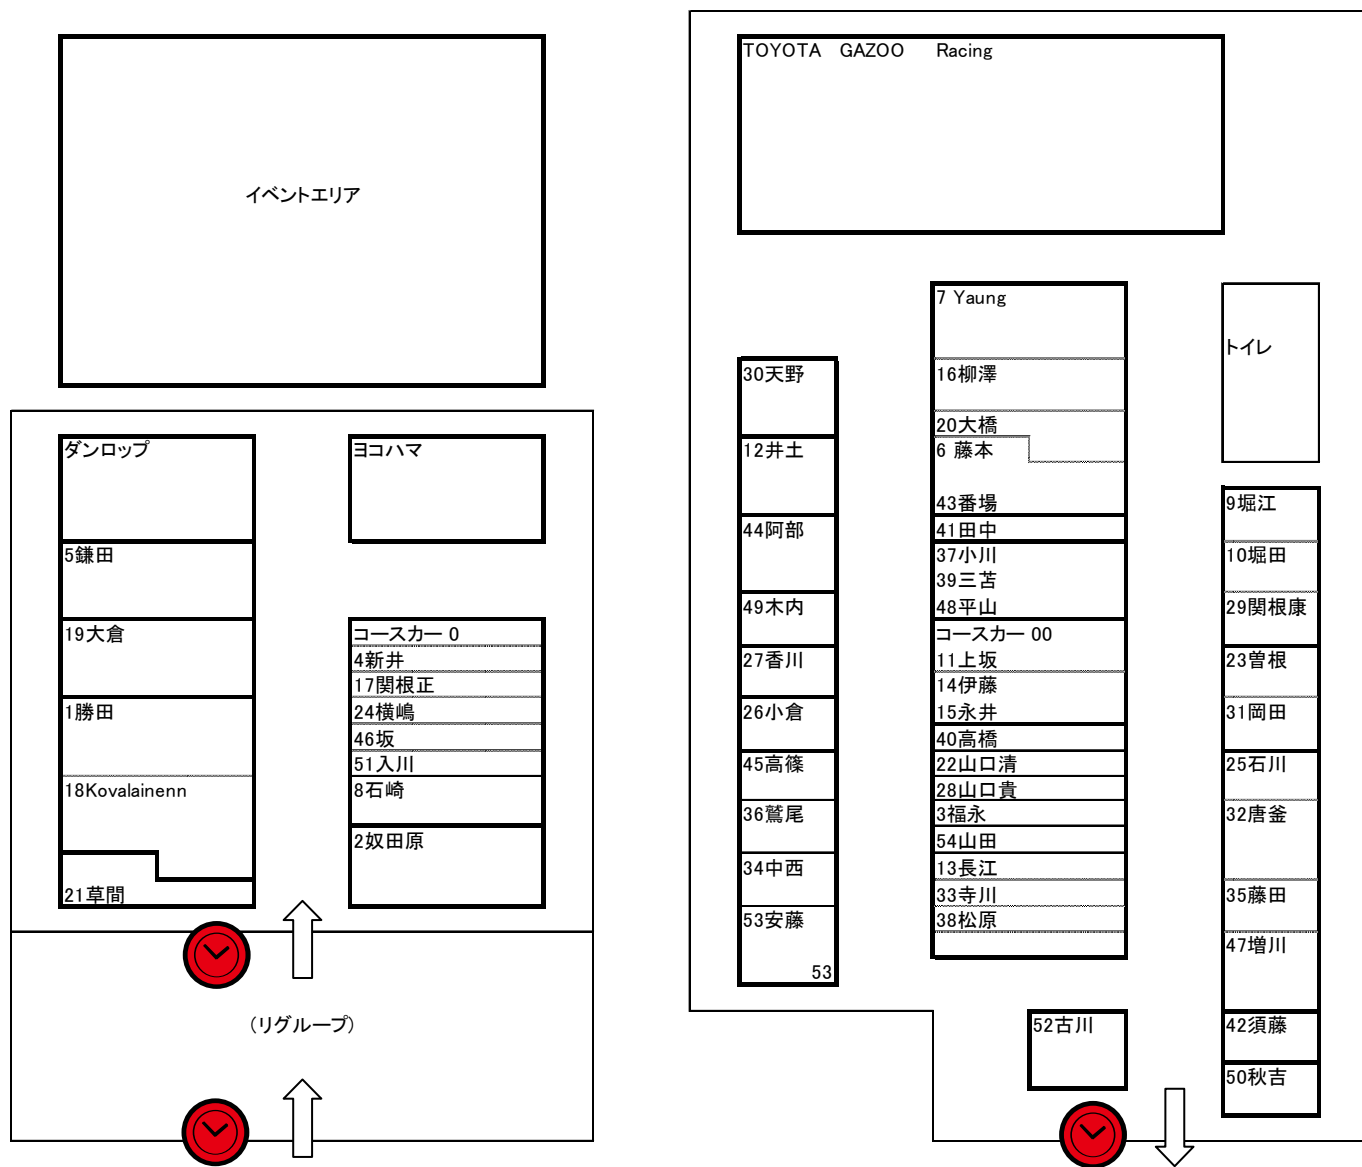 イベントエリア
ダンロップ
5鎌田
19大倉
1勝田
18Kovalainenn
21草間
ヨコハマ
コースカー 0
4新井
17関根正
24横嶋
46坂
51入川
8石崎
2奴田原
(リグループ)
TOYOTA GAZOO Racing
30天野
12井土
44阿部
49木内
27香川
26小倉
45高篠
36鷲尾
34中西
53安藤
53
7 Yaung
16柳澤
20大橋
6 藤本
43番場
41田中
37小川
39三苫
48平山
コースカー 00
11上坂
14伊藤
15永井
40高橋
22山口清
28山口貴
3福永
54山田
13長江
33寺川
38松原
52古川
トイレ
9堀江
10堀田
29関根康
23曽根
31岡田
25石川
32唐釜
35藤田
47増川
42須藤
50秋吉